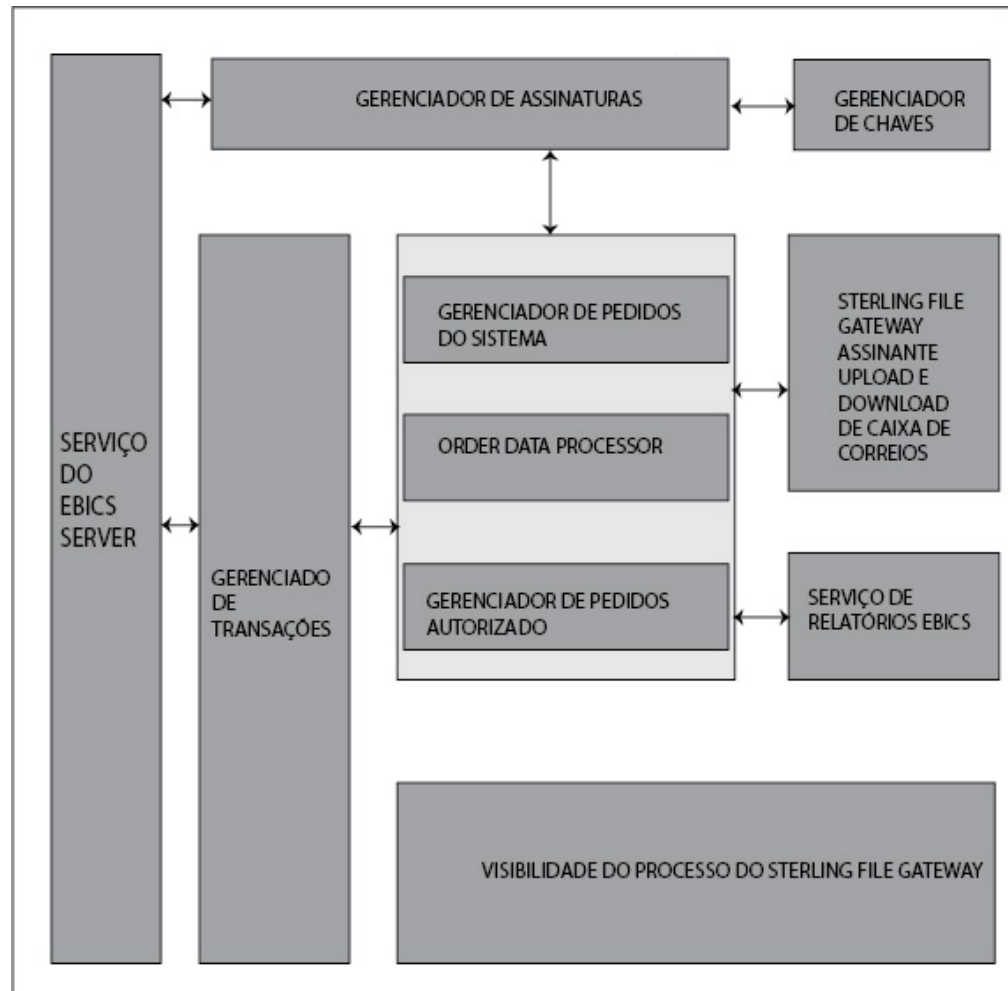 GERENCIADOR DE ASSINATURAS
GERENCIADOR
DE CHAVES
SERVIÇO
DO
EBICS
SERVER
GERENCIADO
DE
TRANSAÇÕES
GERENCIADOR DE PEDIDOS
DO SISTEMA
ORDER DATA PROCESSOR
GERENCIADOR DE PEDIDOS
AUTORIZADO
STERLING FILE
GATEWAY
ASSINANTE
UPLOAD E
DOWNLOAD
DE CAIXA DE
CORREIOS
SERVIÇO DE
RELATÓRIOS EBICS
VISIBILIDADE DO PROCESSO DO STERLING FILE GATEWAY